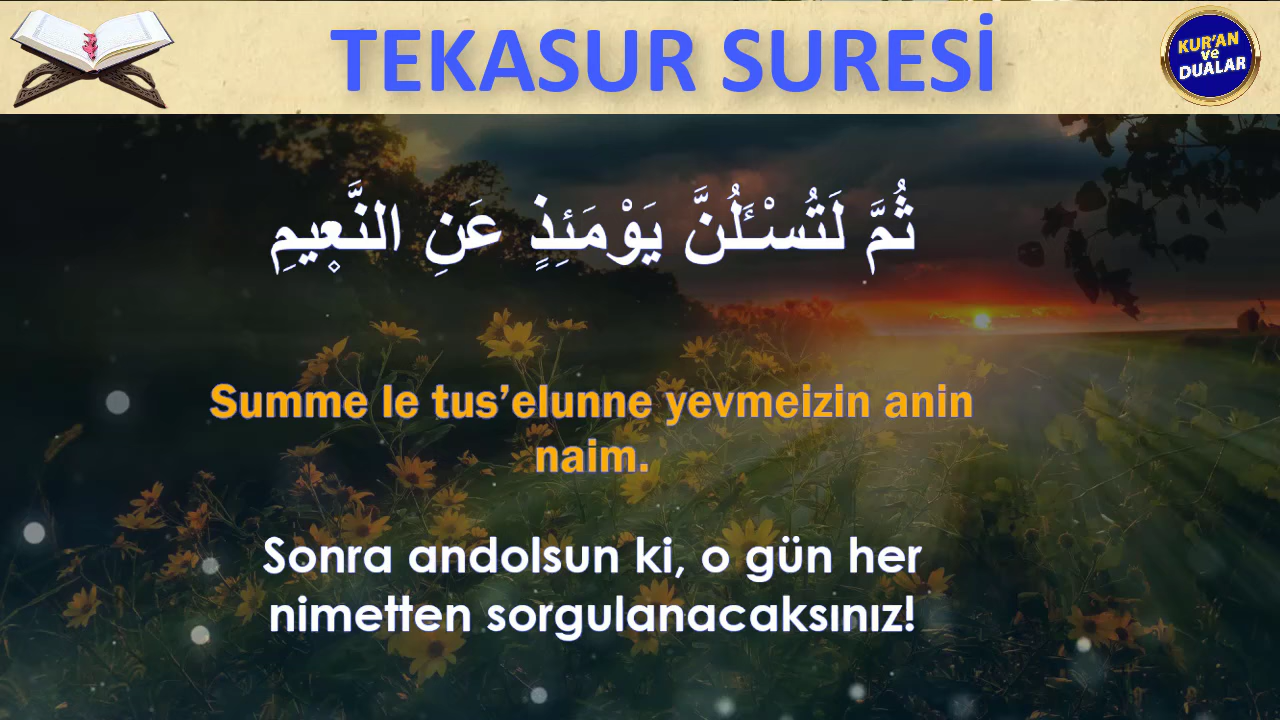 TEKASUR SURESİ
KUR'AN
ve
DUALAR
ثُمَّ لَتُسْـَٔلُنَّ يَوْمَئِذٍ عَنِ النَّع۪يمِ
Summe le tus’elunne yevmeizin anin
naim.
Sonra andolsun ki, o gün her
nimetten sorgulanacaksınız!